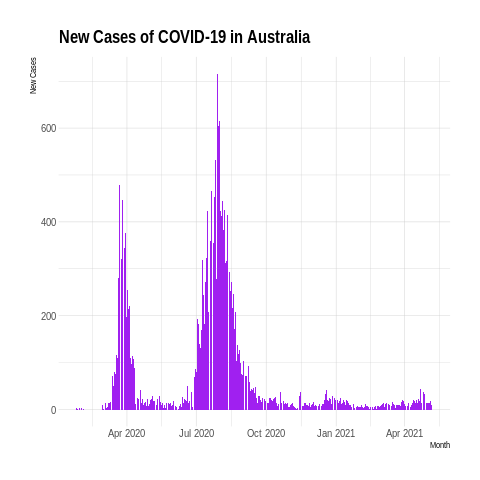 New Cases of COVID-19 in Australia
New Cases
600
400
200
0
Apr 2020 Jul 2020 Oct 2020 Jan 2021 Apr 2021
Month